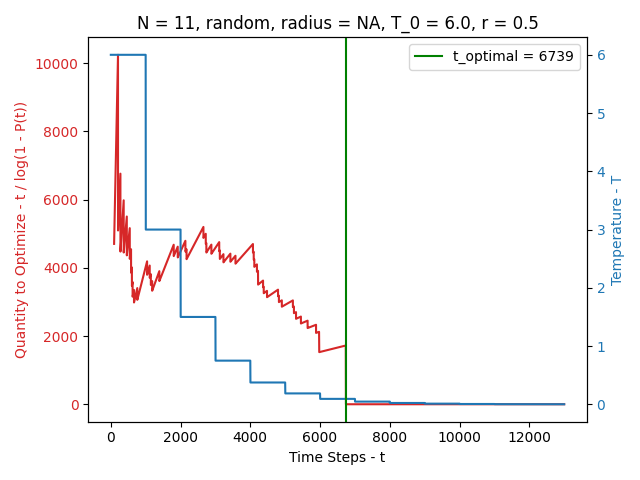 N = 11, random, radius = NA, T_0 = 6.0, r = 0.5
t_optimal = 6739
Quantity to Optimize - t / log(1 - P(t))
10000
8000
6000
4000
2000
0
6
5
4
3
2
1
0
Temperature - T
0 2000 4000 6000 8000 10000 12000
Time Steps - t